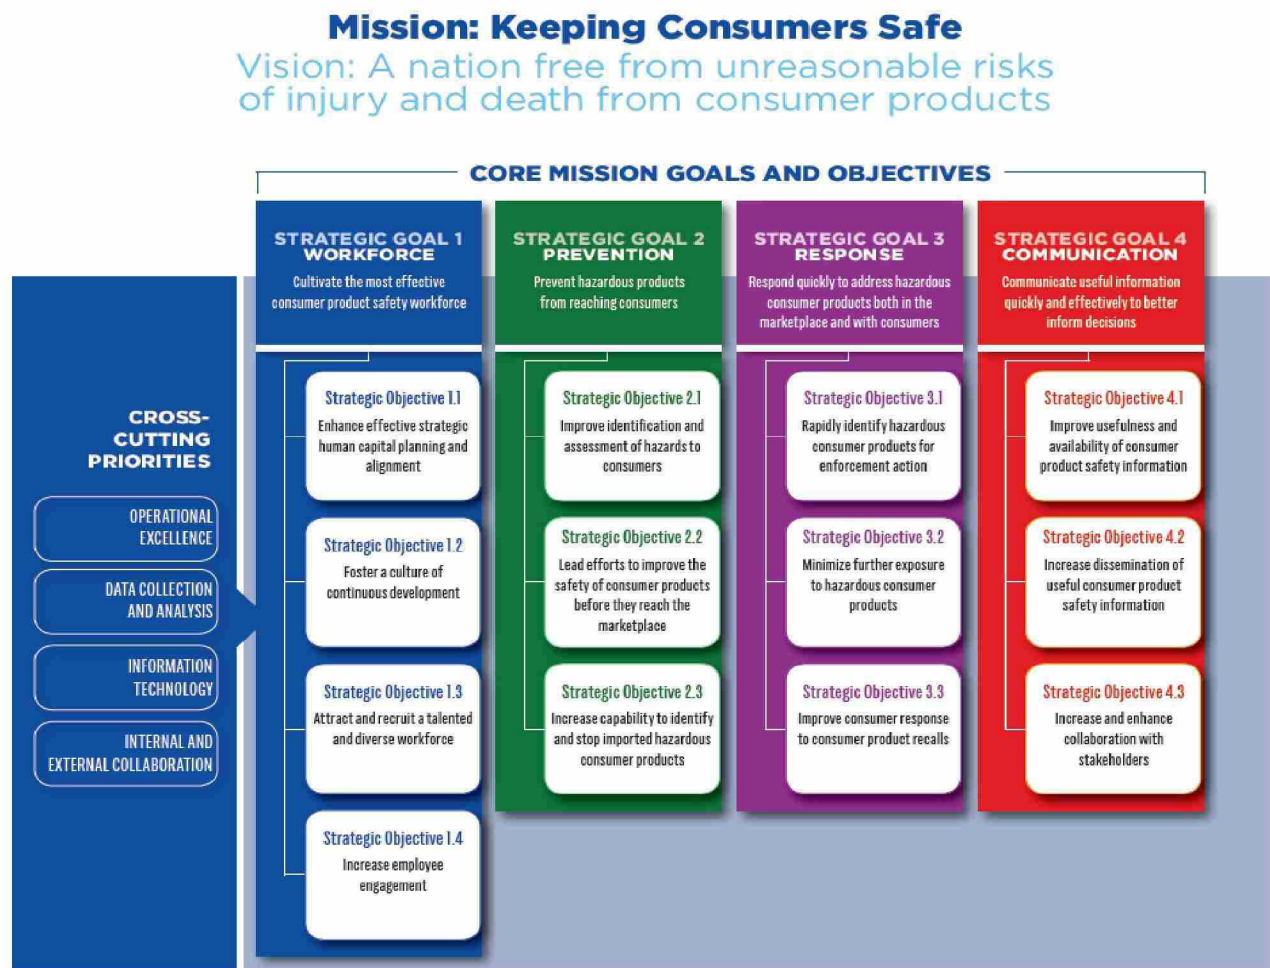 Mission: Keeping Consumers Safe
Vision: A nation free from unreasonable risks
of injury and death from consumer products
CORE MISSION GOALS AND OBJECTIVES
CROSS-
CUTTING
PRIORITIES
OPERATIONAL
EXCELLENCE
DATA COLLECTION
AND ANALYSIS
INFORMATION
TECHNOLOGY
INTERNAL AND
EXTERNAL COLLABORATION
STRATEGIC GOAL 1
WORKFORCE
Cultivate the most effective
consumer product safety workforce
Strategic Objective 1.1
Enhance effective strategic
human capital planning and
alignment
Strategic Objective 1.2
Foster a culture of
continuous development
Strategic Objective 1.3
Attract and recruit a talented
and diverse workforce
Strategic Objective 1.4
Increase employee
engagement
STRATEGIC GOAL 2
PREVENTION
Prevent hazardous products
from reaching consumers
Strategic Objective 2.1
Improve identification and
assessment of hazards to
consumers
Strategic Objective 2.2
Lead efforts to improve the
safety of consumer products
before they reach the
marketplace
Strategic Objective 2.3
Increase capability to identify
and stop imported hazardous
consumer products
STRATEGIC GOAL 3
RESPONSE
Respond quickly to address hazardous
consumer products both in the
marketplace and with consumers
Strategic Objective 3.1
Rapidly identify hazardous
consumer products for
enforcement action
Strategic Objective 3.2
Minimize further exposure
to hazardous consumer
products
Strategic Objective 3.3
Improve consumer response
to consumer product recalls
STRATEGIC GOAL 4
COMMUNICATION
Communicate useful information
quickly and effectively to better
inform decisions
Strategic Objective 4.1
Improve usefulness and
availability of consumer
product safety information
Strategic Objective 4.2
Increase dissemination of
useful consumer product
safety information
Strategic Objective 4.3
Increase and enhance
collaboration with
stakeholders